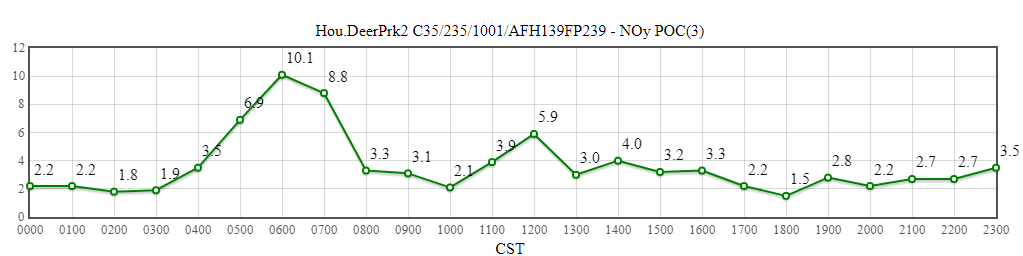 Hou.DeerPrk2 C35/235/1001/AFH139FP239 - NOy POC(3)
12
10
8
6
4
2
0
2.2 2.2 1.8 1.9 3.5 6.9 10.1 8.8 3.3 3.1 2.1 3.9 5.9 3.0 4.0 3.2 3.3 2.2 1.5 2.8 2.2 2.7 2.7 3.5
0000 0100 0200 0300 0400 0500 0600 0700 0800 0900 1000 1100 1200 1300 1400 1500 1600 1700 1800 1900 2000 2100 2200 2300
CST